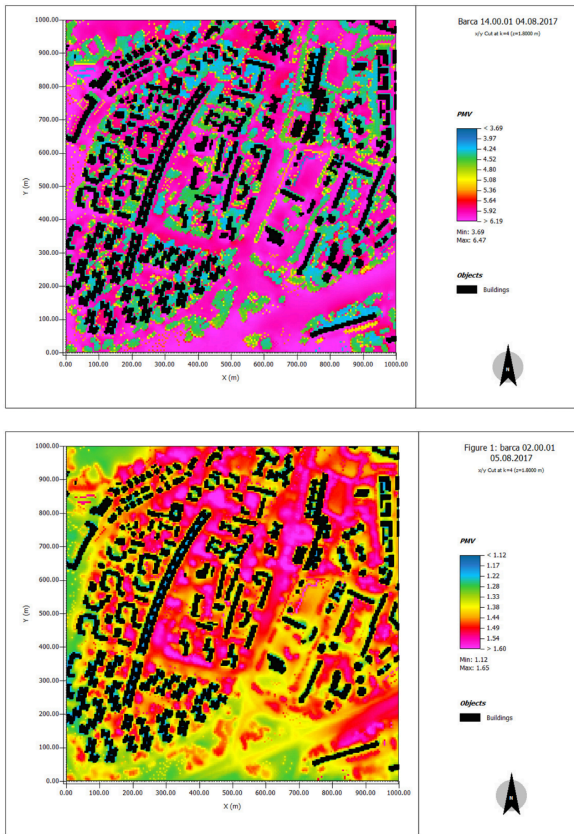 Barca 14.00.01 04.08.2017
x/y Cut at k=4 (z=1.8000 m)
1000.00
900.00
800.00
700.00
600.00
500.00
400.00
300.00
200.00
100.00
0.00
Y (m)
0.00 100.00 200.00 300.00 400.00 500.00 600.00 700.00 800.00 900.00 1000.00
X (m)
PMV
< 3.69
3.97
4.24
4.52
4.80
5.08
5.36
5.64
5.92
> 6.19
Min: 3.69
Max: 6.47
Objects
Buildings
N
Figure 1: barca 02.00.01
05.08.2017
x/y Cut at k=4 (z=1.8000 m)
1000.00
900.00
800.00
700.00
600.00
500.00
400.00
300.00
200.00
100.00
0.00
Y (m)
0.00 100.00 200.00 300.00 400.00 500.00 600.00 700.00 800.00 900.00 1000.00
X (m)
PMV
< 1.12
1.17
1.22
1.28
1.33
1.38
1.44
1.49
1.54
> 1.60
Min: 1.12
Max: 1.65
Objects
Buildings
N